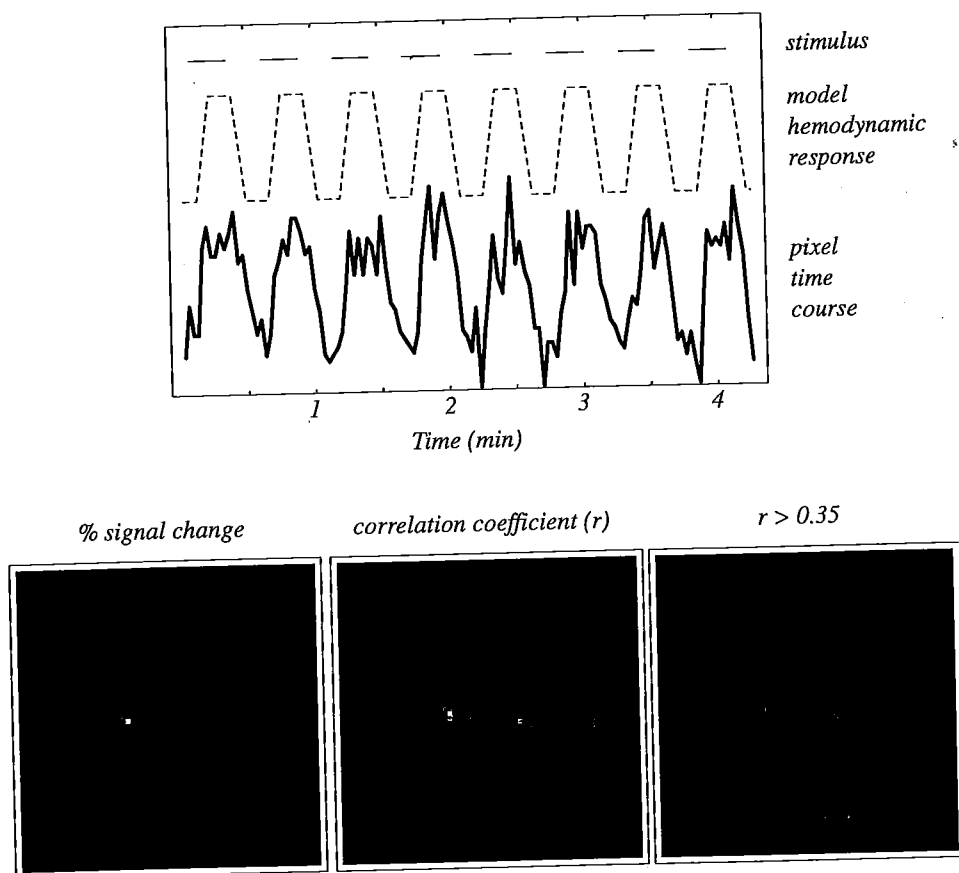 stimulus
model
hemodynamic
response
pixel
time
course
1 2 3 4
Time (min)
% signal change
correlation coefficient (r)
r > 0.35